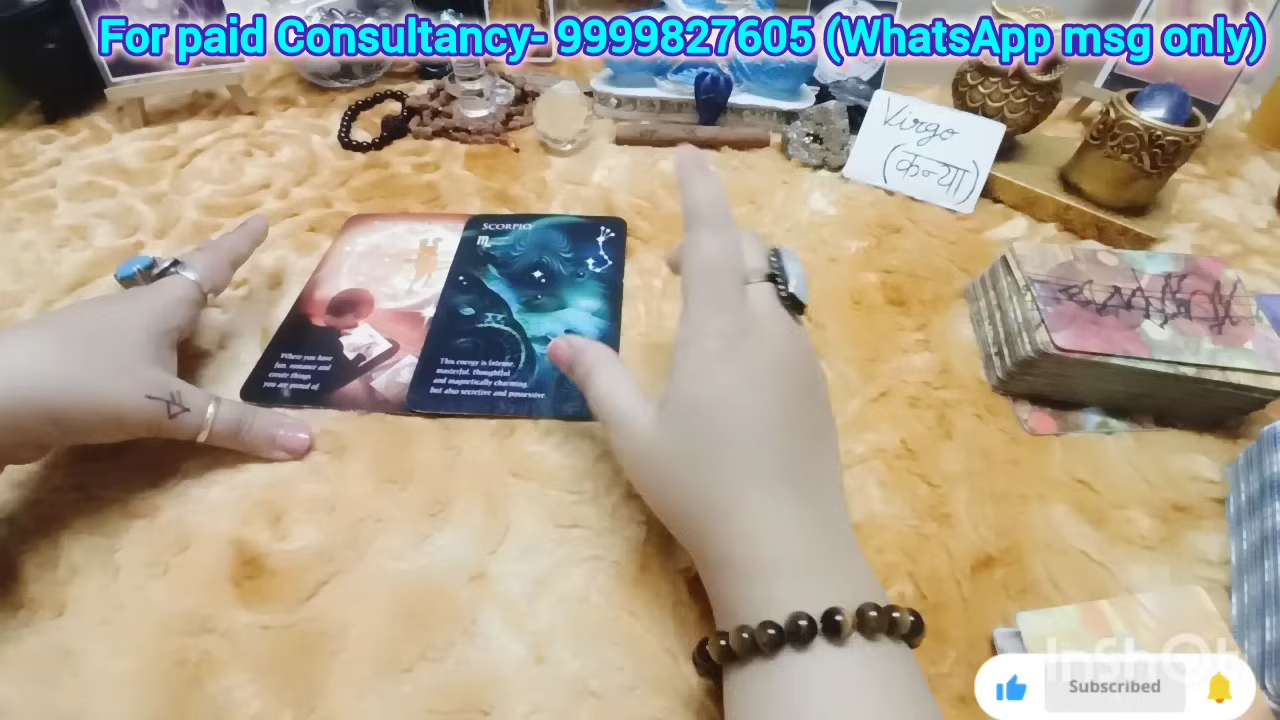 For paid Consultancy- 9999827605 (WhatsApp msg only)
Virgo
(कन्या)
SCORPIO
Where you have
fun, romance and
create things
you are proud of
This energy is intense,
masterful, thoughtful
and magnetically charming,
but also secretive and possessive
InShOt
Subscribed